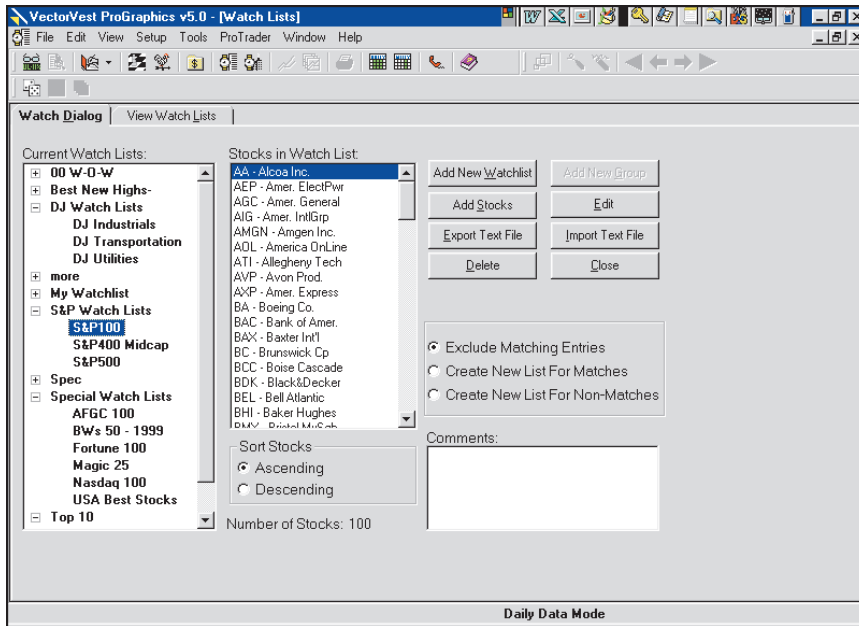 VectorVest ProGraphics v5.0 - [Watch Lists]
File Edit View Setup Tools ProTrader Window Help
Watch Dialog
View Watch Lists
Current Watch Lists:
00 W-O-W
Best New Highs-
DJ Watch Lists
DJ Industrials
DJ Transportation
DJ Utilities
more
My Watchlist
S&P Watch Lists
S&P100
S&P400 Midcap
S&P500
Spec
Special Watch Lists
AFGC 100
BWs 50 - 1999
Fortune 100
Magic 25
Nasdaq 100
USA Best Stocks
Top 10
Stocks in Watch List:
AA - Alcoa Inc.
AEP - Amer. ElectPwr
AGC - Amer. General
AIG - Amer. IntlGrp
AMGN - Amgen Inc.
AOL - America OnLine
ATI - Allegheny Tech
AVP - Avon Prod.
AXP - Amer. Express
BA - Boeing Co.
BAC - Bank of Amer.
BAX - Baxter Int'l
BC - Brunswick Cp
BCC - Boise Cascade
BDK - Black&Decker
BEL - Bell Atlantic
BHI - Baker Hughes
BMY - Bristol MySqb
Sort Stocks
Ascending
Descending
Number of Stocks: 100
Add New Watchlist
Add New Group
Add Stocks
Edit
Export Text File
Import Text File
Delete
Close
Exclude Matching Entries
Create New List For Matches
Create New List For Non-Matches
Comments:
Daily Data Mode